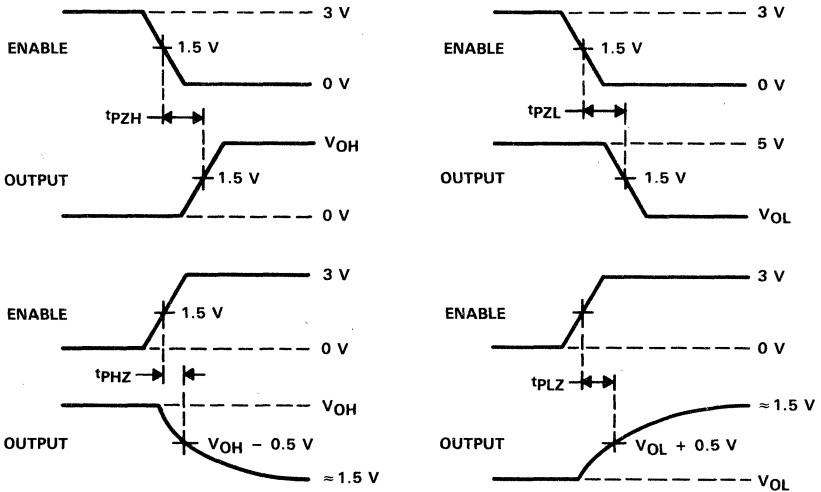 3 V
ENABLE
1.5 V
0 V
tPZH
VOH
OUTPUT
1.5 V
0 V
3 V
ENABLE
1.5 V
0 V
tPZL
5 V
OUTPUT
1.5 V
VOL
3 V
ENABLE
1.5 V
0 V
tPHZ
VOH
OUTPUT
VOH − 0.5 V
≈1.5 V
3 V
ENABLE
0 V
tPLZ
≈1.5 V
OUTPUT
VOL + 0.5 V
VOL